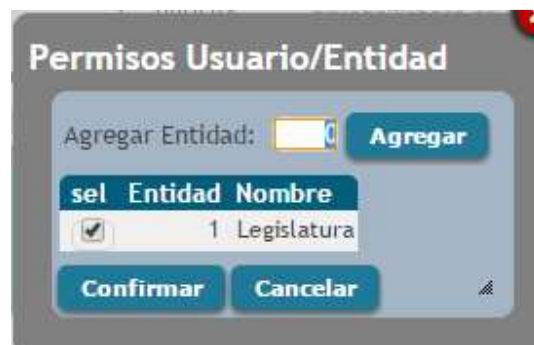 Permisos Usuario/Entidad
Agregar Entidad: 0 Agregar
sel Entidad Nombre
1 Legislatura
Confirmar Cancelar